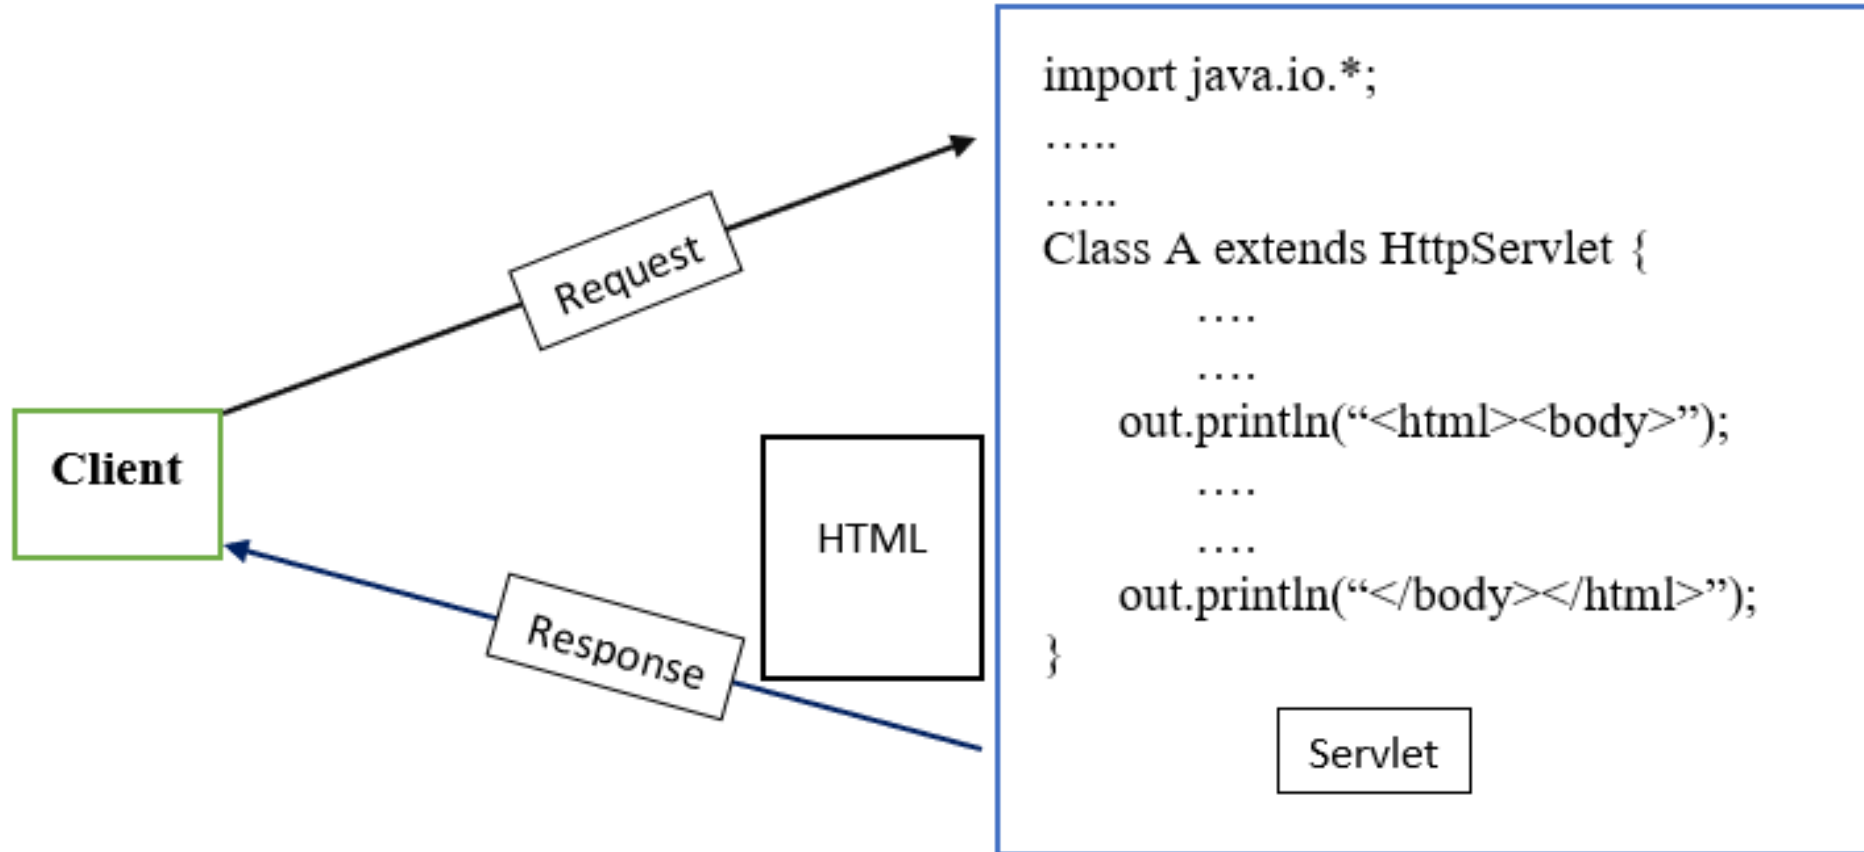 import java.io.*;
…..
…..
Class A extends HttpServlet {
….
….
out.println(“<html><body>”);
….
….
out.println(“</body></html>”);
}
Servlet
Request
Client
HTML
Response